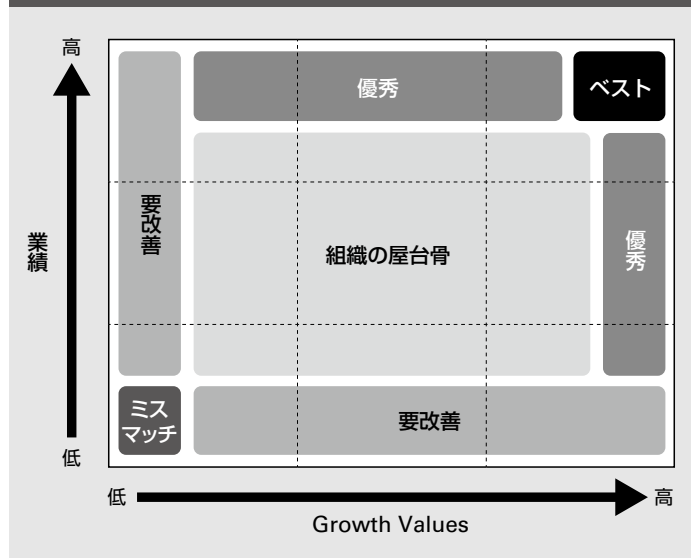 高
優秀
ベスト
要改善
業績
組織の屋台骨
優秀
ミス
マッチ
要改善
低
低
高
Growth Values